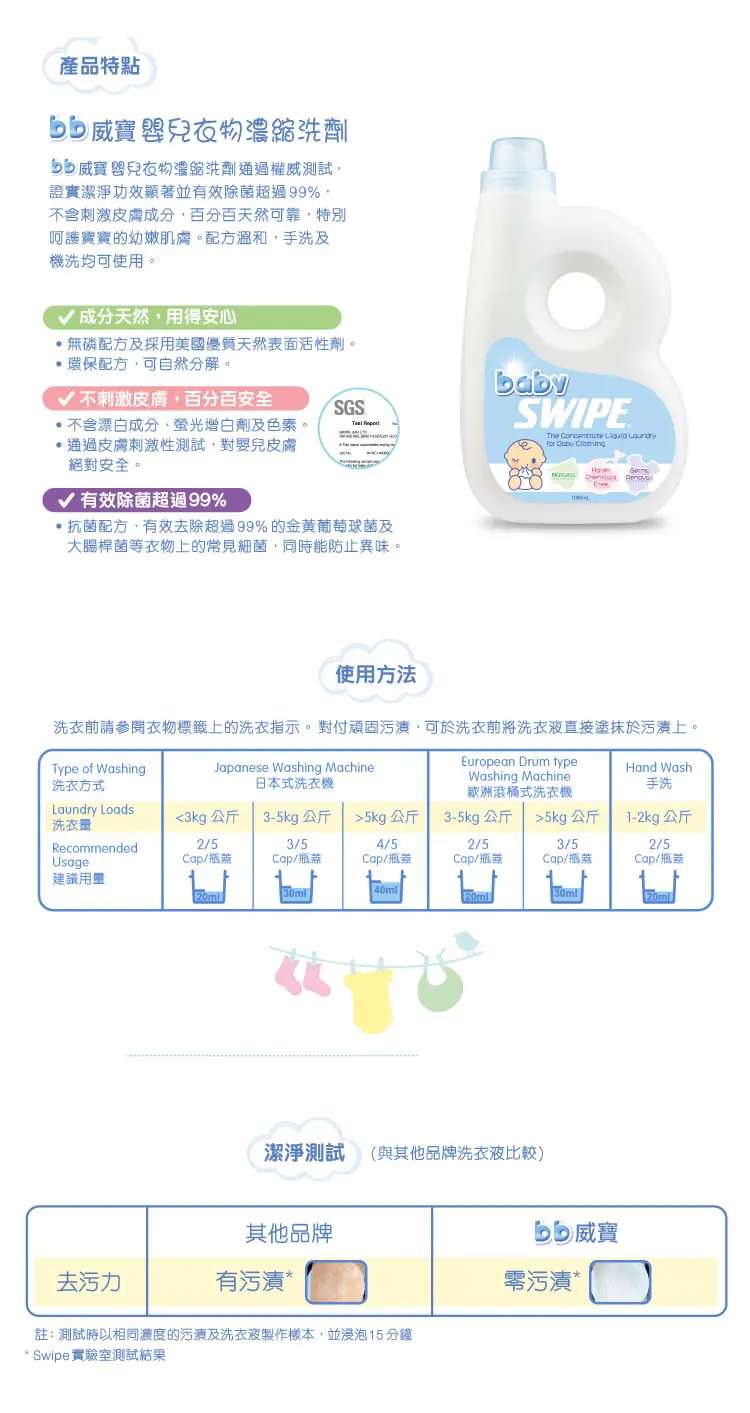 產品特點
bb威寶 嬰兒衣物濃縮洗劑
bb威寶 嬰兒衣物濃縮洗劑通過權威測試，
證實潔淨功效顯著並有效除菌超過99%，
不含刺激皮膚成分，百分百天然可靠，特別
呵護寶寶的幼嫩肌膚。配方溫和，手洗及
機洗均可使用。
成分天然，用得安心
• 無磷配方及採用美國優質天然表面活性劑。
• 環保配方，可自然分解。
不刺激皮膚，百分百安全
• 不含漂白成分、螢光增白劑及色素。
• 通過皮膚刺激性測試，對嬰兒皮膚
絕對安全。
SGS
Test Report
有效除菌超過99%
• 抗菌配方，有效去除超過99%的金黃葡萄球菌及
大腸桿菌等衣物上的常見細菌，同時能防止異味。
baby
SWIPE
The Concentrate Liquid Laundry
for Baby Clothing
Natural
Harsh
Chemicals
Free
Germs
Removal
使用方法
洗衣前請參閱衣物標籤上的洗衣指示。對付頑固污漬，可於洗衣前將洗衣液直接塗抹於污漬上。
Type of Washing
洗衣方式
Japanese Washing Machine
日本式洗衣機
European Drum type
Washing Machine
歐洲滾桶式洗衣機
Hand Wash
手洗
Laundry Loads
洗衣量
<3kg 公斤 3-5kg 公斤 >5kg 公斤 3-5kg 公斤 >5kg 公斤 1-2kg 公斤
Recommended
Usage
建議用量
2/5 3/5 4/5 2/5 3/5 2/5
Cap/瓶蓋 Cap/瓶蓋 Cap/瓶蓋 Cap/瓶蓋 Cap/瓶蓋 Cap/瓶蓋
20ml 30ml 40ml 20ml 30ml 20ml
潔淨測試 (與其他品牌洗衣液比較)
其他品牌 bb威寶
去污力 有污漬* 零污漬*
註: 測試時以相同濃度的污漬及洗衣液製作樣本，並浸泡15分鐘
* Swipe實驗室測試結果